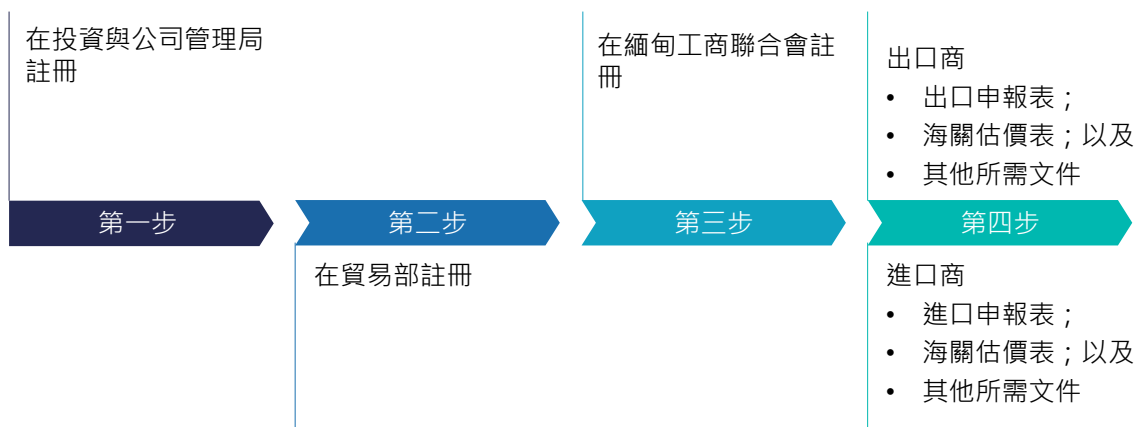 在投資與公司管理局
註冊
在緬甸工商聯合會註
冊
出口商
• 出口申報表；
• 海關估價表；以及
• 其他所需文件
第一步
第二步
第三步
第四步
在貿易部註冊
進口商
• 進口申報表；
• 海關估價表；以及
• 其他所需文件